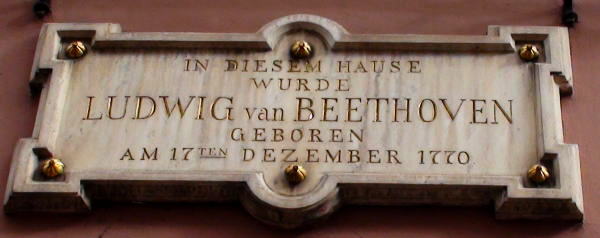 IN DIESEM HAUSE
WURDE
LUDWIG van BEETHOVEN
GEBOREN
AM 17TEN DEZEMBER 1770